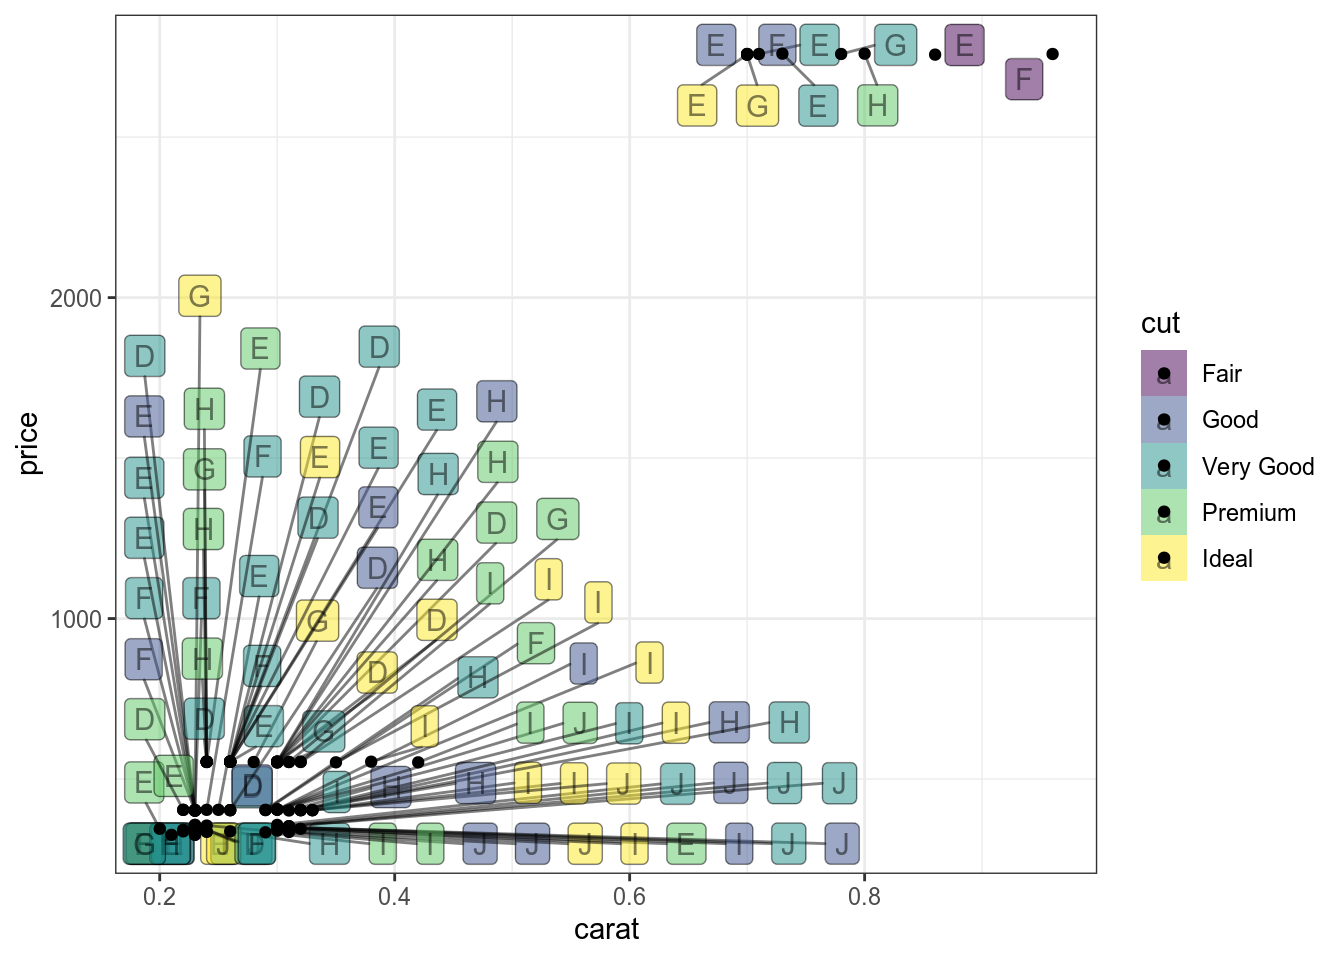 E F E G E
F
E G E H
2000
G
D E D
D H
H E
E
F E E H H
E G
H
D E D G
E H
D H I
E I
F F G D I
F H F D H F I I
D D E G I I J I I H H
E E D I H H I I J J J J J
G H J F H I I J J I E I J J
1000
price
0.2 0.4 0.6 0.8
carat
cut
a Fair
a Good
a Very Good
a Premium
a Ideal